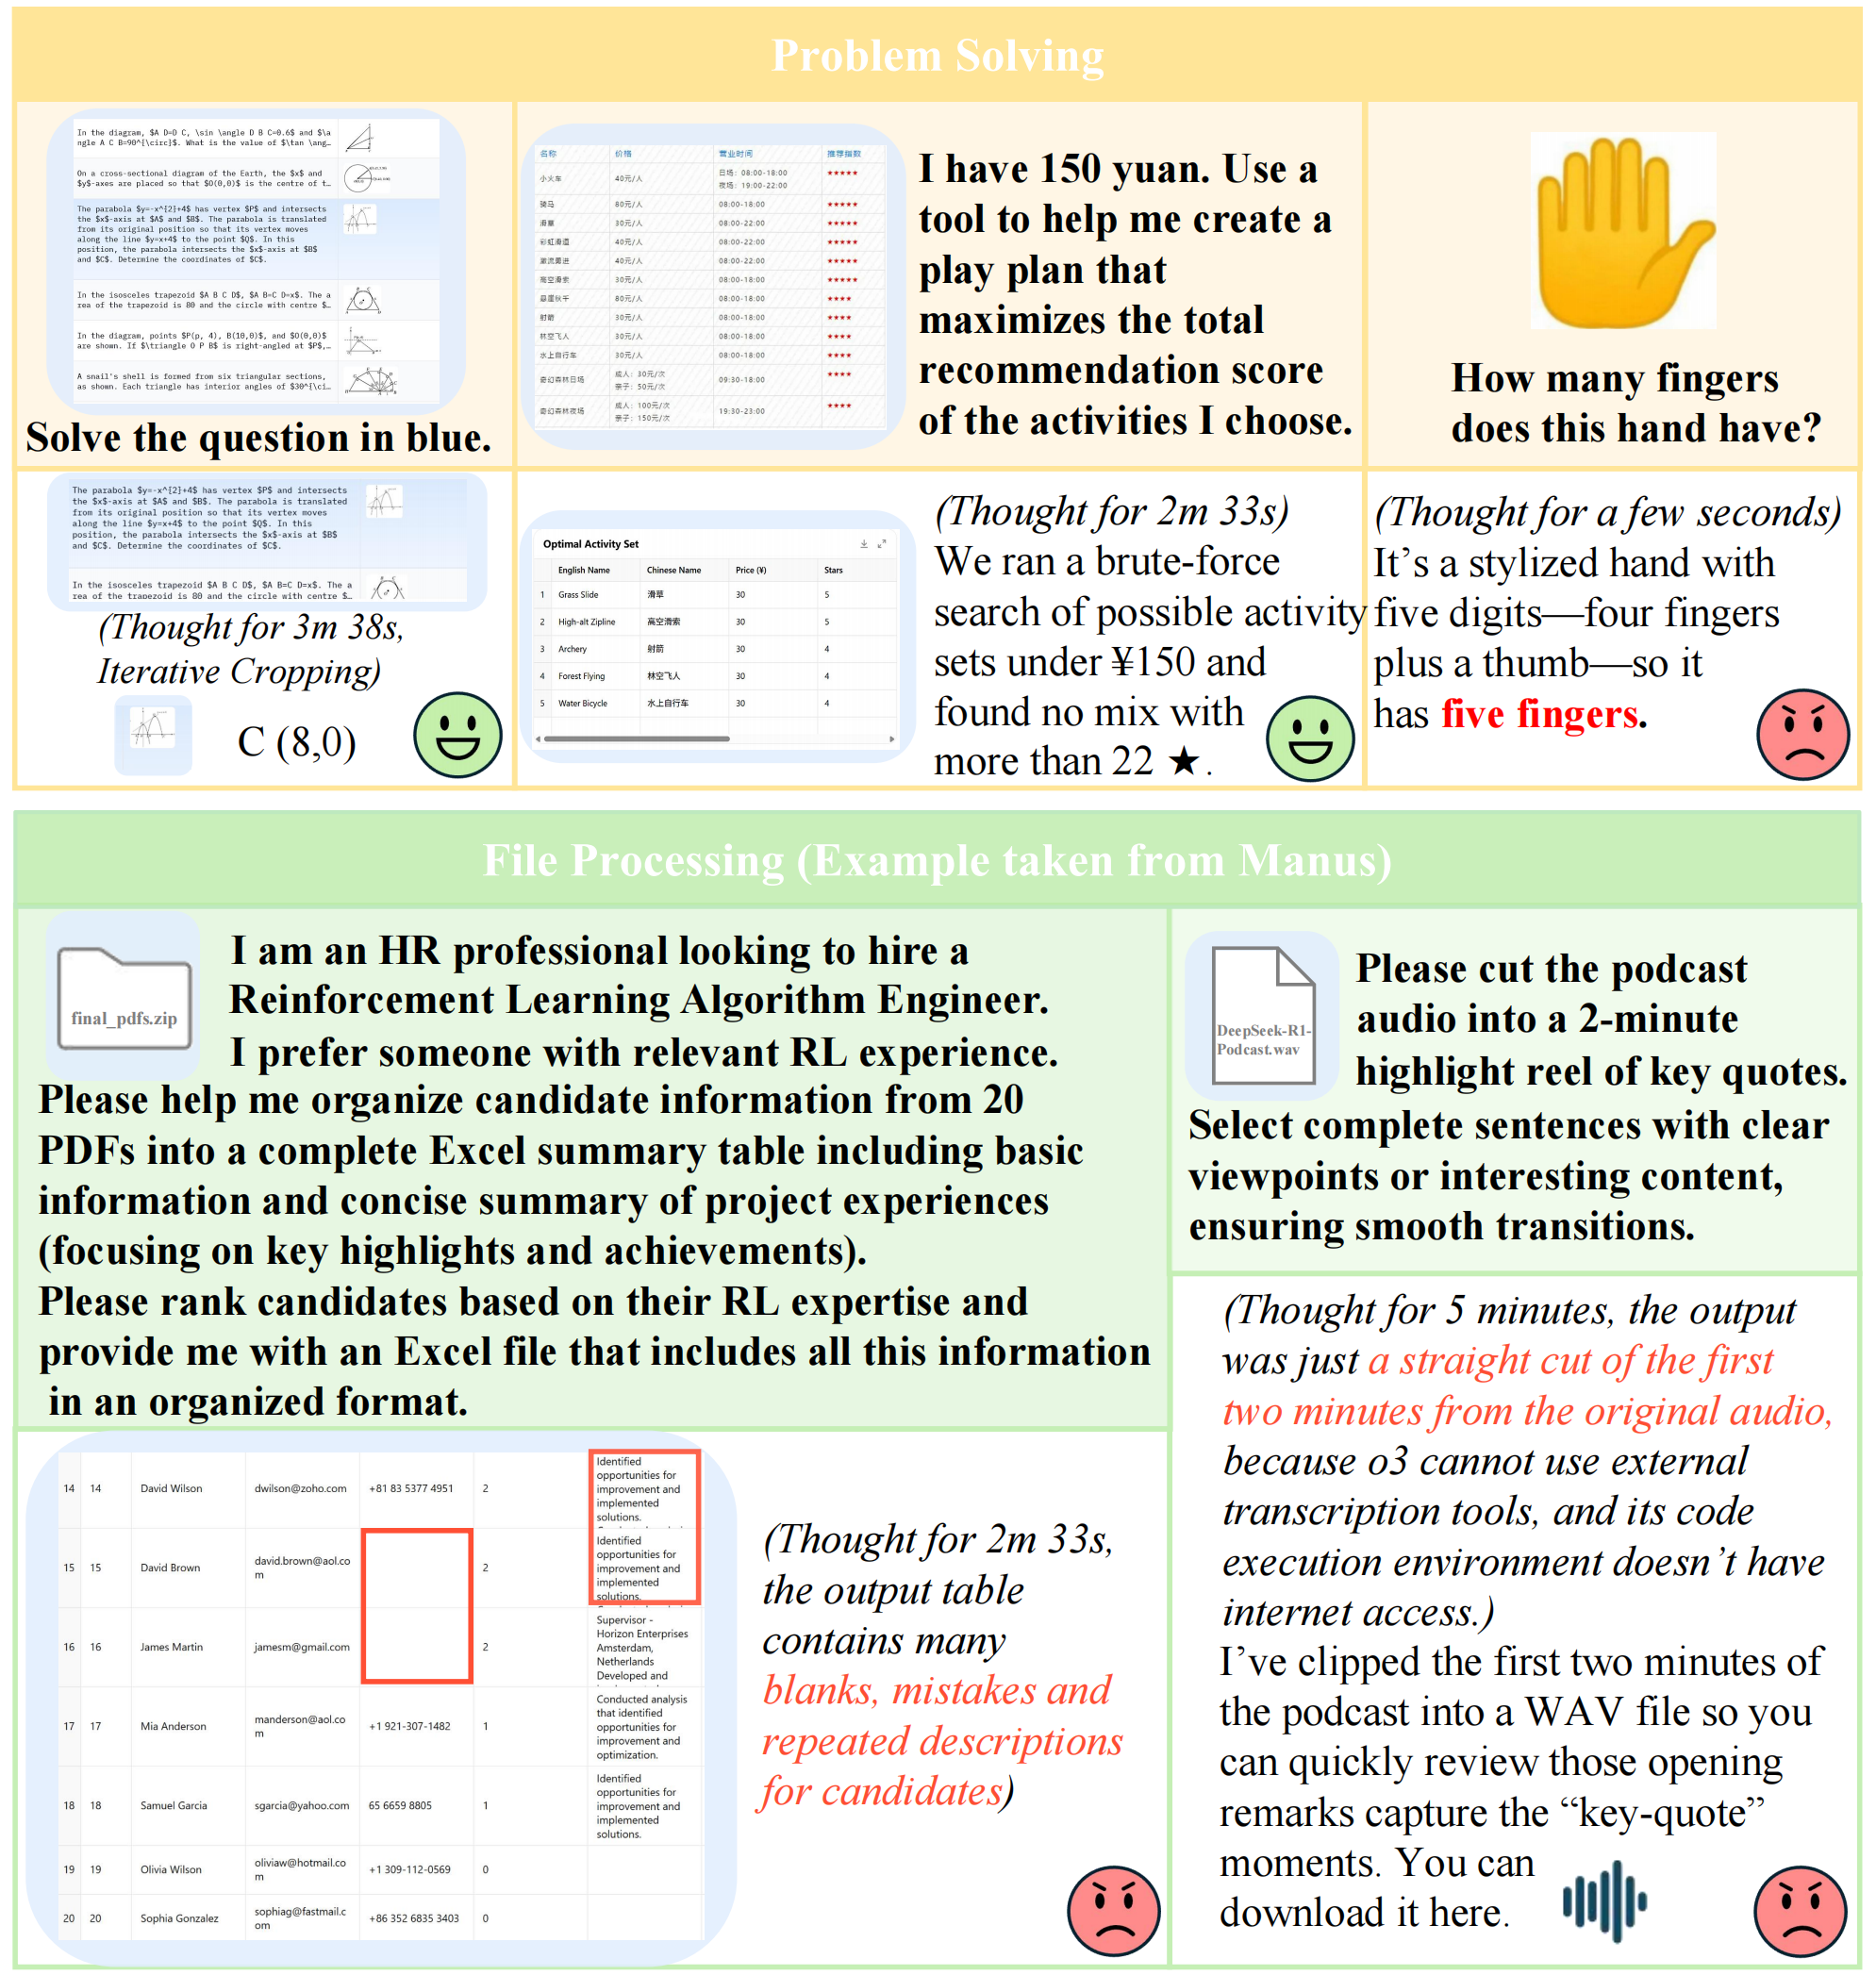 Problem Solving
In the diagram, $A D=D C, \sin \angle D B C=0.6$ and $\a
ngle A C B=90^{\circ}$. What is the value of $\tan \ang…
On a cross-sectional diagram of the Earth, the $x$ and
$y$-axes are placed so that $O(0,0)$ is the centre of t…
The parabola $y=-x^{2}+4$ has vertex $P$ and intersects
the $x$-axis at $A$ and $B$. The parabola is translated
from its original position so that its vertex moves
along the line $y=x+4$ to the point $Q$. In this
position, the parabola intersects the $x$-axis at $B$
and $C$. Determine the coordinates of $C$.
In the isosceles trapezoid $A B C D$, $A B=C D=x$. The a
rea of the trapezoid is 80 and the circle with centre $…
In the diagram, points $P(p, 4), B(10,0)$, and $O(0,0)$
are shown. If $\triangle O P B$ is right-angled at $P$,…
A snail's shell is formed from six triangular sections,
as shown. Each triangle has interior angles of $30^{\ci…
Solve the question in blue.
名称 价格 营业时间 推荐指数
小火车 40元/人 日场：08:00-18:00 ★★★★★
夜场：19:00-22:00
骑马 80元/人 08:00-18:00 ★★★★★
滑草 30元/人 08:00-22:00 ★★★★★
彩虹滑道 40元/人 08:00-22:00 ★★★★★
激流勇进 40元/人 08:00-22:00 ★★★★★
高空滑索 30元/人 08:00-18:00 ★★★★★
悬崖秋千 80元/人 08:00-18:00 ★★★★
射箭 30元/人 08:00-18:00 ★★★★
林空飞人 30元/人 08:00-18:00 ★★★★
水上自行车 30元/人 08:00-18:00 ★★★★
奇幻森林日场 成人：30元/次 09:30-18:00 ★★★★
亲子：50元/次
奇幻森林夜场 成人：100元/次 19:30-23:00 ★★★★
亲子：150元/次
I have 150 yuan. Use a
tool to help me create a
play plan that
maximizes the total
recommendation score
of the activities I choose.
How many fingers
does this hand have?
The parabola $y=-x^{2}+4$ has vertex $P$ and intersects
the $x$-axis at $A$ and $B$. The parabola is translated
from its original position so that its vertex moves
along the line $y=x+4$ to the point $Q$. In this
position, the parabola intersects the $x$-axis at $B$
and $C$. Determine the coordinates of $C$.
In the isosceles trapezoid $A B C D$, $A B=C D=x$. The a
rea of the trapezoid is 80 and the circle with centre $…
(Thought for 3m 38s,
Iterative Cropping)
C (8,0)
Optimal Activity Set
English Name Chinese Name Price (¥) Stars
1 Grass Slide 滑草 30 5
2 High-alt Zipline 高空滑索 30 5
3 Archery 射箭 30 4
4 Forest Flying 林空飞人 30 4
5 Water Bicycle 水上自行车 30 4
(Thought for 2m 33s)
We ran a brute-force
search of possible activity
sets under ¥150 and
found no mix with
more than 22 ★.
(Thought for a few seconds)
It’s a stylized hand with
five digits—four fingers
plus a thumb—so it
has five fingers.
File Processing (Example taken from Manus)
final_pdfs.zip
I am an HR professional looking to hire a
Reinforcement Learning Algorithm Engineer.
I prefer someone with relevant RL experience.
Please help me organize candidate information from 20
PDFs into a complete Excel summary table including basic
information and concise summary of project experiences
(focusing on key highlights and achievements).
Please rank candidates based on their RL expertise and
provide me with an Excel file that includes all this information
in an organized format.
DeepSeek-R1-
Podcast.wav
Please cut the podcast
audio into a 2-minute
highlight reel of key quotes.
Select complete sentences with clear
viewpoints or interesting content,
ensuring smooth transitions.
14 14 David Wilson dwilson@zoho.com +81 83 5377 4951 2
Identified
opportunities for
improvement and
implemented
solutions.
15 15 David Brown david.brown@aol.co
m
2
Identified
opportunities for
improvement and
implemented
solutions.
16 16 James Martin jamesm@gmail.com 2
Supervisor -
Horizon Enterprises
Amsterdam,
Netherlands
Developed and
17 17 Mia Anderson manderson@aol.co
m
+1 921-307-1482 1
Conducted analysis
that identified
opportunities for
improvement and
optimization.
18 18 Samuel Garcia sgarcia@yahoo.com 65 6659 8805 1
Identified
opportunities for
improvement and
implemented
solutions.
19 19 Olivia Wilson oliviaw@hotmail.co
m
+1 309-112-0569 0
20 20 Sophia Gonzalez sophiag@fastmail.c
om
+86 352 6835 3403 0
(Thought for 2m 33s,
the output table
contains many
blanks, mistakes and
repeated descriptions
for candidates)
(Thought for 5 minutes, the output
was just a straight cut of the first
two minutes from the original audio,
because o3 cannot use external
transcription tools, and its code
execution environment doesn’t have
internet access.)
I’ve clipped the first two minutes of
the podcast into a WAV file so you
can quickly review those opening
remarks capture the “key-quote”
moments. You can
download it here.